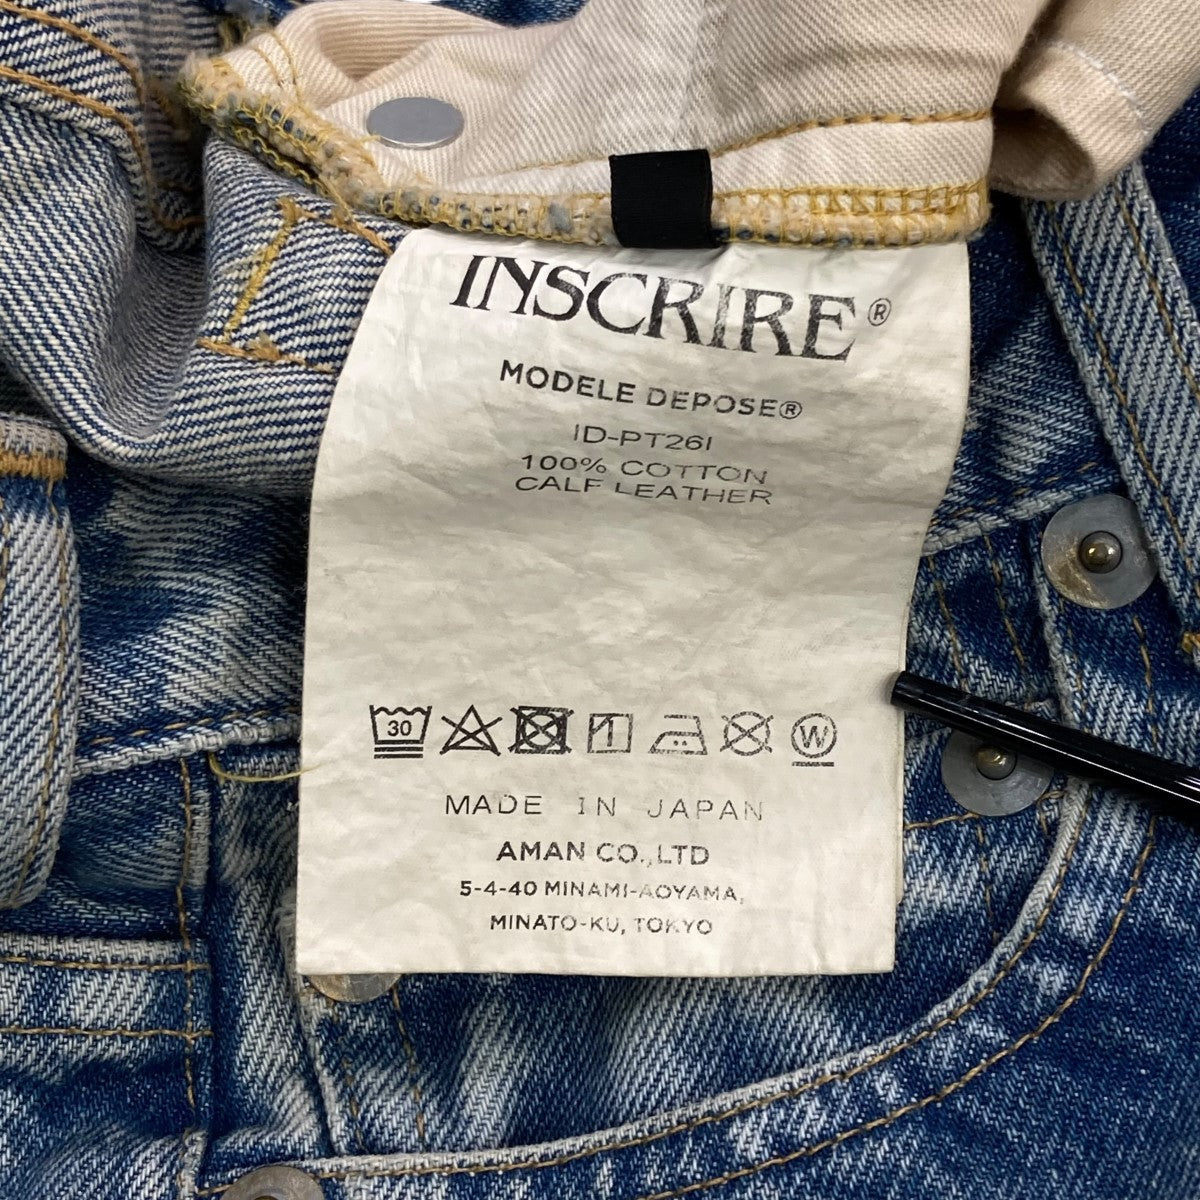 INSCRIRE®
MODELE DEPOSE®
ID-PT261
100% COTTON
CALF LEATHER
30
W
MADE IN JAPAN
AMAN CO.,LTD
5-4-40 MINAMI-AOYAMA,
MINATO-KU, TOKYO